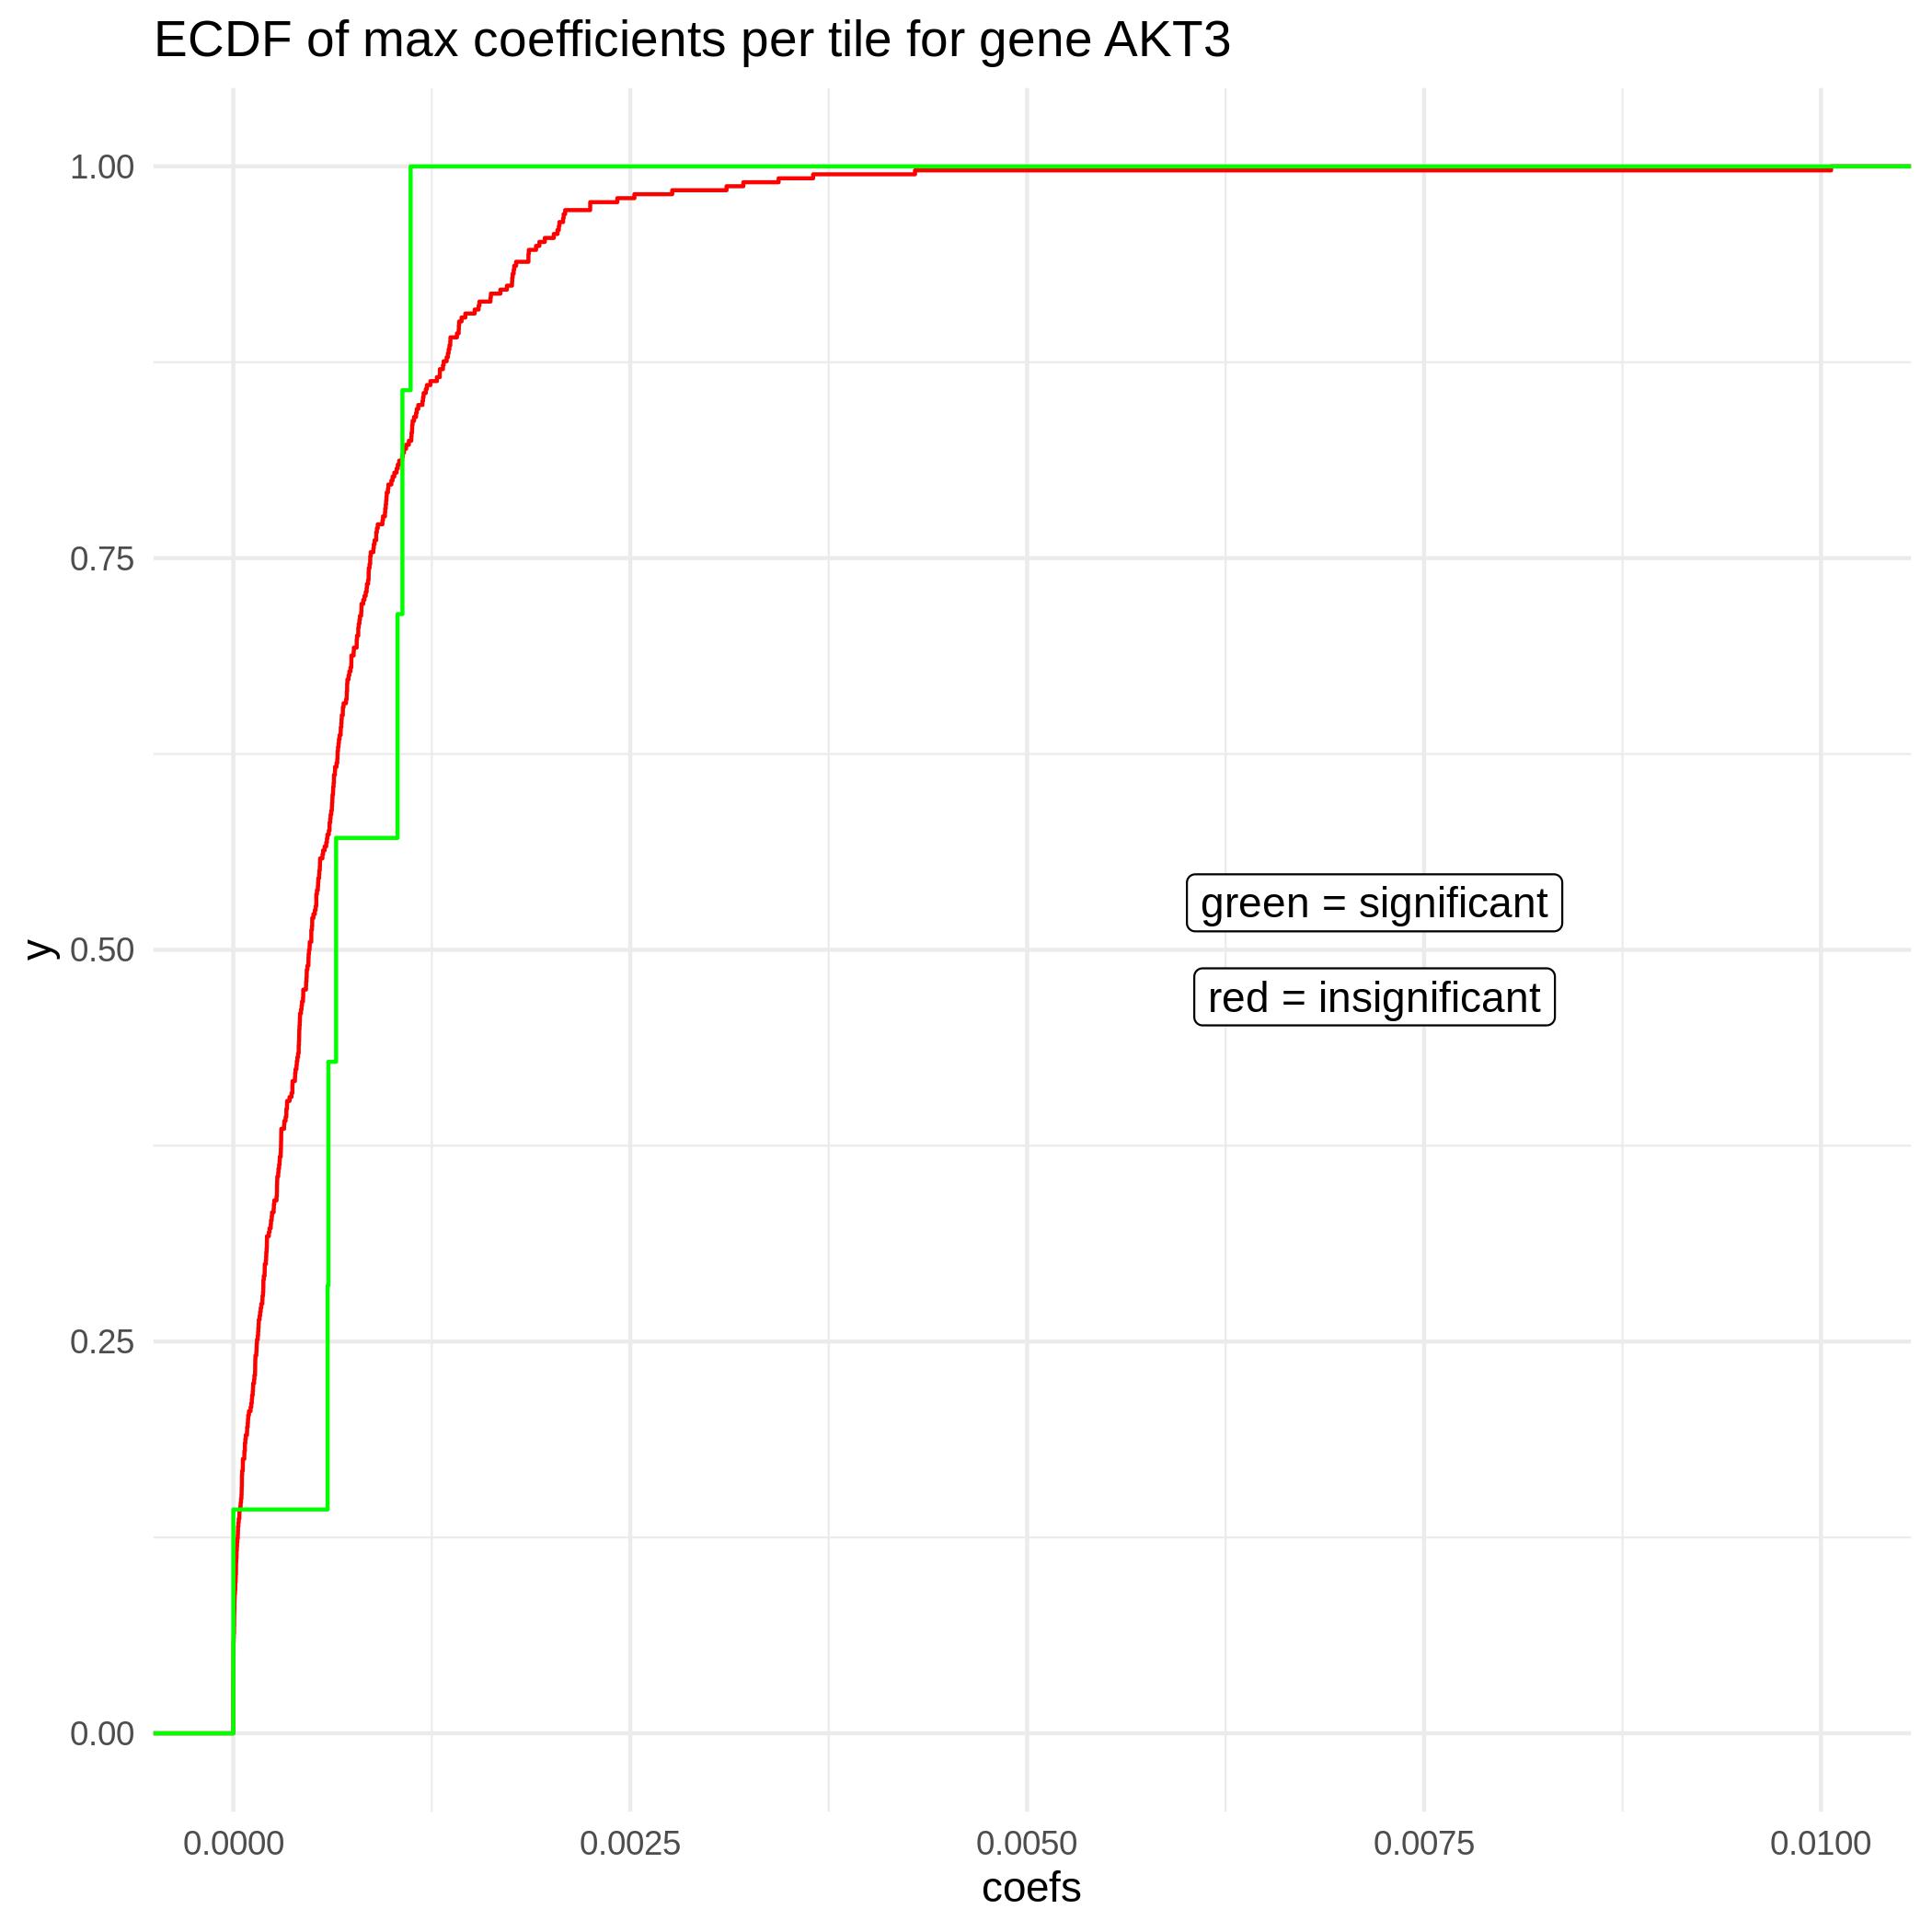 ECDF of max coefficients per tile for gene AKT3
1.00
0.75
0.50
0.25
0.00
y
green = significant
red = insignificant
0.0000 0.0025 0.0050 0.0075 0.0100
coefs